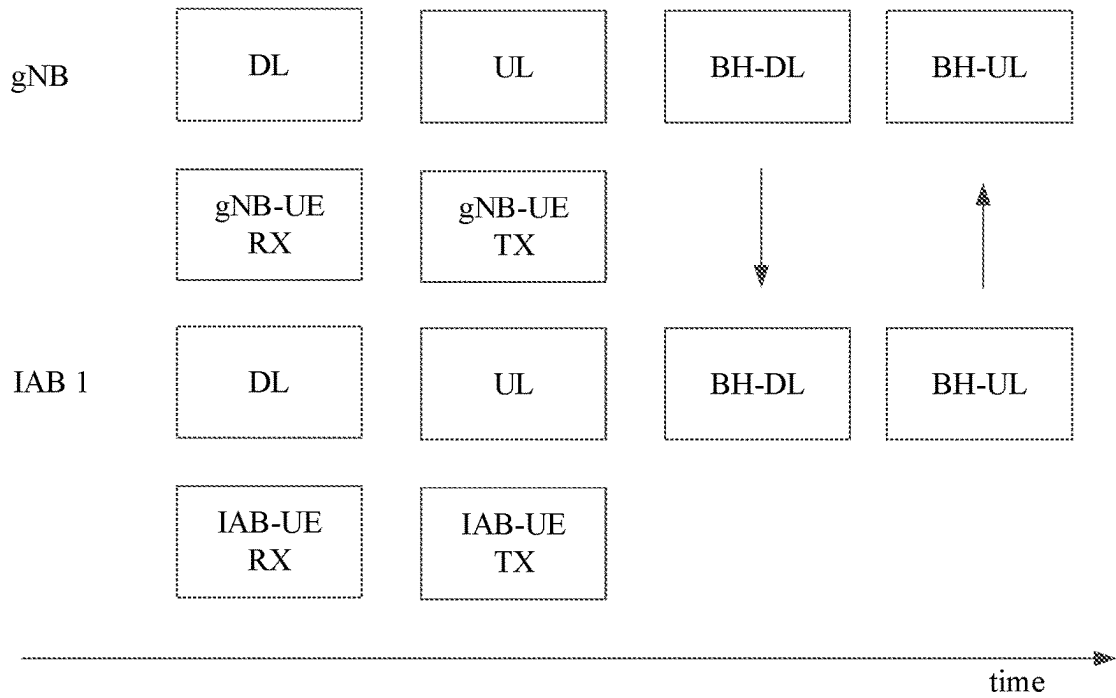 gNB
DL
UL
BH-DL
BH-UL
gNB-UE
RX
gNB-UE
TX
IAB 1
DL
UL
BH-DL
BH-UL
IAB-UE
RX
IAB-UE
TX
time